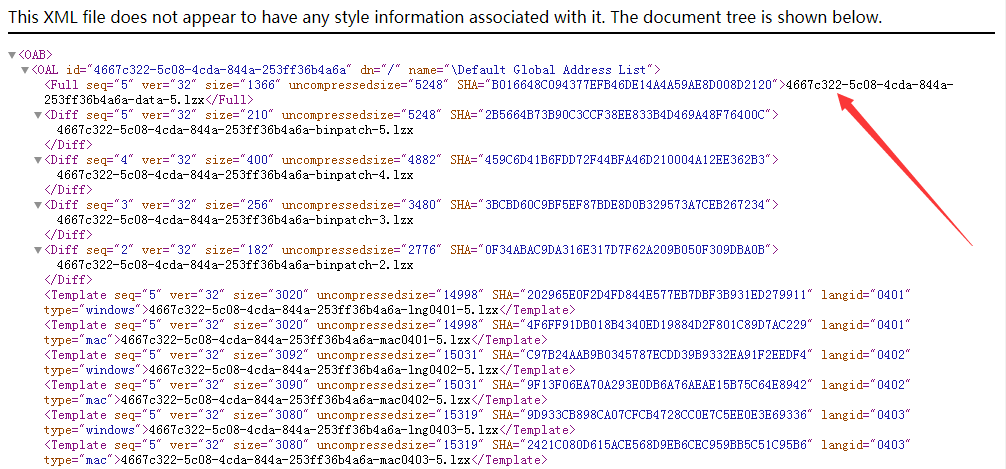 This XML file does not appear to have any style information associated with it. The document tree is shown below.
▼<OAB>
▼<OAL id="4667c322-5c08-4cda-844a-253ff36b4a6a" dn="/" name="\Default Global Address List">
<Full seq="5" ver="32" size="1366" uncompressedsize="5248" SHA="B016648C094377EFB46DE14A4A59AE8D008D2120">4667c322-5c08-4cda-844a-
253ff36b4a6a-data-5.lzx</Full>
▼<Diff seq="5" ver="32" size="210" uncompressedsize="5248" SHA="2B5664B73B90C3CCF38EE833B4D469A48F76400C">
4667c322-5c08-4cda-844a-253ff36b4a6a-binpatch-5.lzx
</Diff>
▼<Diff seq="4" ver="32" size="400" uncompressedsize="4882" SHA="459C6D41B6FDD72F44BFA46D210004A12EE362B3">
4667c322-5c08-4cda-844a-253ff36b4a6a-binpatch-4.lzx
</Diff>
▼<Diff seq="3" ver="32" size="256" uncompressedsize="3480" SHA="3BCBD60C9BF5EF87BDE8D0B329573A7CEB267234">
4667c322-5c08-4cda-844a-253ff36b4a6a-binpatch-3.lzx
</Diff>
▼<Diff seq="2" ver="32" size="182" uncompressedsize="2776" SHA="0F34ABAC9DA316E317D7F62A209B050F309DBA0B">
4667c322-5c08-4cda-844a-253ff36b4a6a-binpatch-2.lzx
</Diff>
<Template seq="5" ver="32" size="3020" uncompressedsize="14998" SHA="202965E0F2D4FD844E577EB7DBF3B931ED279911" langid="0401"
type="windows">4667c322-5c08-4cda-844a-253ff36b4a6a-lng0401-5.lzx</Template>
<Template seq="5" ver="32" size="3020" uncompressedsize="14998" SHA="4F6FF91DB018B4340ED19884D2F801C89D7AC229" langid="0401"
type="mac">4667c322-5c08-4cda-844a-253ff36b4a6a-mac0401-5.lzx</Template>
<Template seq="5" ver="32" size="3092" uncompressedsize="15031" SHA="C97B24AAB9B0345787ECDD39B9332EA91F2EEDF4" langid="0402"
type="windows">4667c322-5c08-4cda-844a-253ff36b4a6a-lng0402-5.lzx</Template>
<Template seq="5" ver="32" size="3090" uncompressedsize="15031" SHA="9F13F06EA70A293E0DB6A76AEAE15B75C64E8942" langid="0402"
type="mac">4667c322-5c08-4cda-844a-253ff36b4a6a-mac0402-5.lzx</Template>
<Template seq="5" ver="32" size="3080" uncompressedsize="15319" SHA="9D933CB898CA07CFCB4728CC0E7C5EE0E3E69336" langid="0403"
type="windows">4667c322-5c08-4cda-844a-253ff36b4a6a-lng0403-5.lzx</Template>
<Template seq="5" ver="32" size="3080" uncompressedsize="15319" SHA="2421C080D615ACE568D9EB6CEC959BB5C51C95B6" langid="0403"
type="mac">4667c322-5c08-4cda-844a-253ff36b4a6a-mac0403-5.lzx</Template>